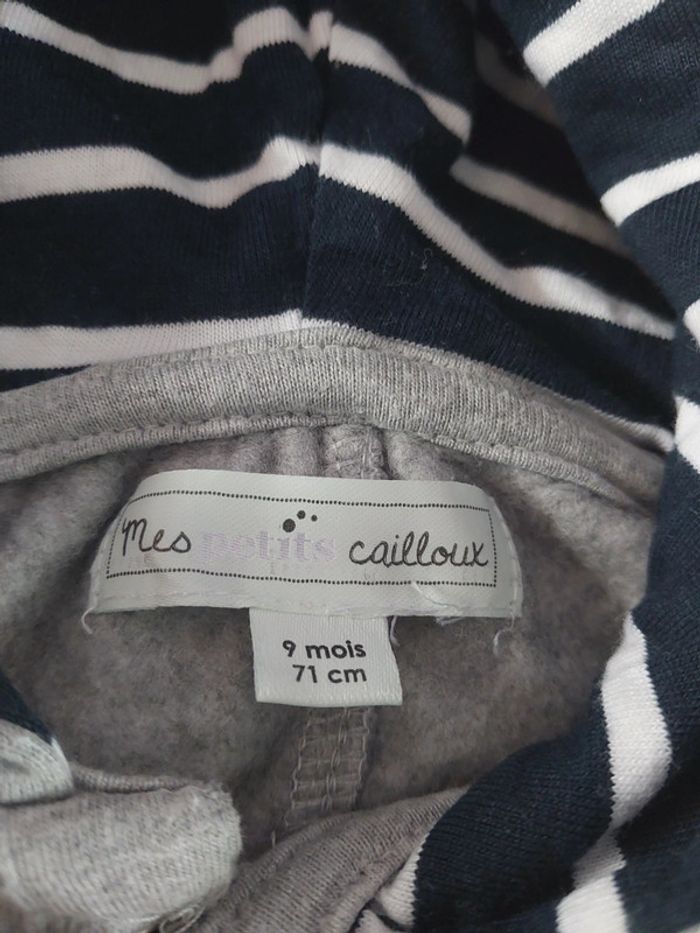 Mes petits cailloux
9 mois
71 cm